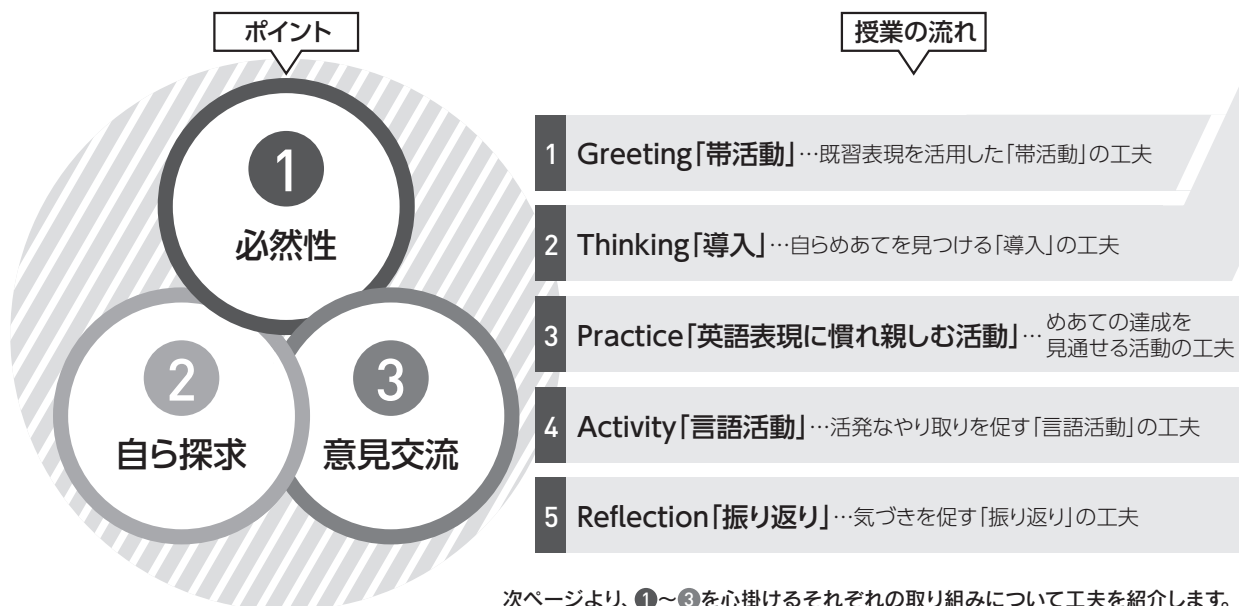 ポイント
1
必然性
2
自ら探求
3
意見交流
授業の流れ
1 Greeting「帯活動」…既習表現を活用した「帯活動」の工夫
2 Thinking「導入」…自らめあてを見つける「導入」の工夫
3 Practice「英語表現に慣れ親しむ活動」…めあての達成を
見通せる活動の工夫
4 Activity「言語活動」…活発なやり取りを促す「言語活動」の工夫
5 Reflection「振り返り」…気づきを促す「振り返り」の工夫
次ページより、❶〜❸を心掛けるそれぞれの取り組みについて工夫を紹介します。